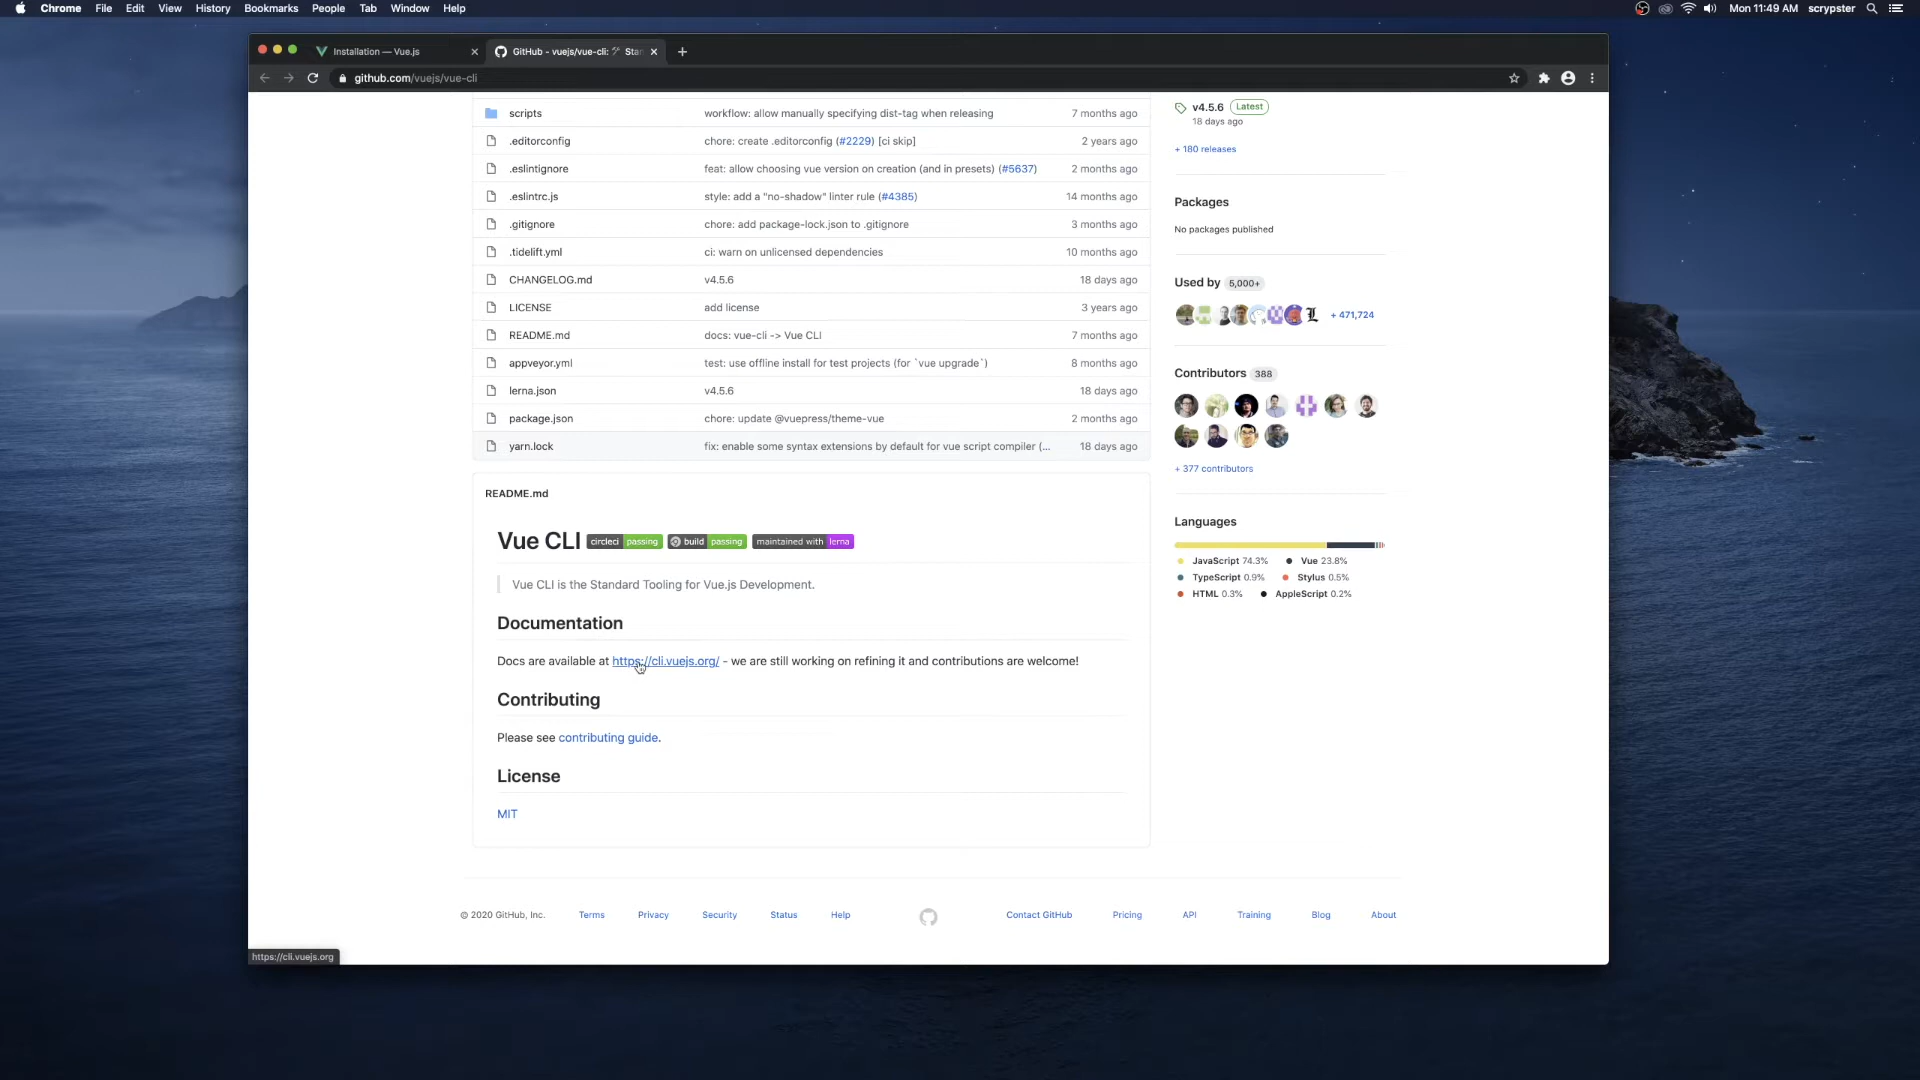 Chrome File Edit View History Bookmarks People Tab Window Help Mon 11:49 AM scrypster
Installation — Vue.js GitHub - vuejs/vue-cli: 🛠 Star
github.com/vuejs/vue-cli
scripts workflow: allow manually specifying dist-tag when releasing 7 months ago
.editorconfig chore: create .editorconfig (#2229) [ci skip] 2 years ago
.eslintignore feat: allow choosing vue version on creation (and in presets) (#5637) 2 months ago
.eslintrc.js style: add a "no-shadow" linter rule (#4385) 14 months ago
.gitignore chore: add package-lock.json to .gitignore 3 months ago
.tidelift.yml ci: warn on unlicensed dependencies 10 months ago
CHANGELOG.md v4.5.6 18 days ago
LICENSE add license 3 years ago
README.md docs: vue-cli -> Vue CLI 7 months ago
appveyor.yml test: use offline install for test projects (for `vue upgrade`) 8 months ago
lerna.json v4.5.6 18 days ago
package.json chore: update @vuepress/theme-vue 2 months ago
yarn.lock fix: enable some syntax extensions by default for vue script compiler (... 18 days ago
README.md
Vue CLI circleci passing build passing maintained with lerna
Vue CLI is the Standard Tooling for Vue.js Development.
Documentation
Docs are available at https://cli.vuejs.org/ - we are still working on refining it and contributions are welcome!
Contributing
Please see contributing guide.
License
MIT
v4.5.6 Latest
18 days ago
+ 180 releases
Packages
No packages published
Used by 5,000+
L + 471,724
Contributors 388
+ 377 contributors
Languages
JavaScript 74.3% Vue 23.8%
TypeScript 0.9% Stylus 0.5%
HTML 0.3% AppleScript 0.2%
© 2020 GitHub, Inc. Terms Privacy Security Status Help Contact GitHub Pricing API Training Blog About
https://cli.vuejs.org